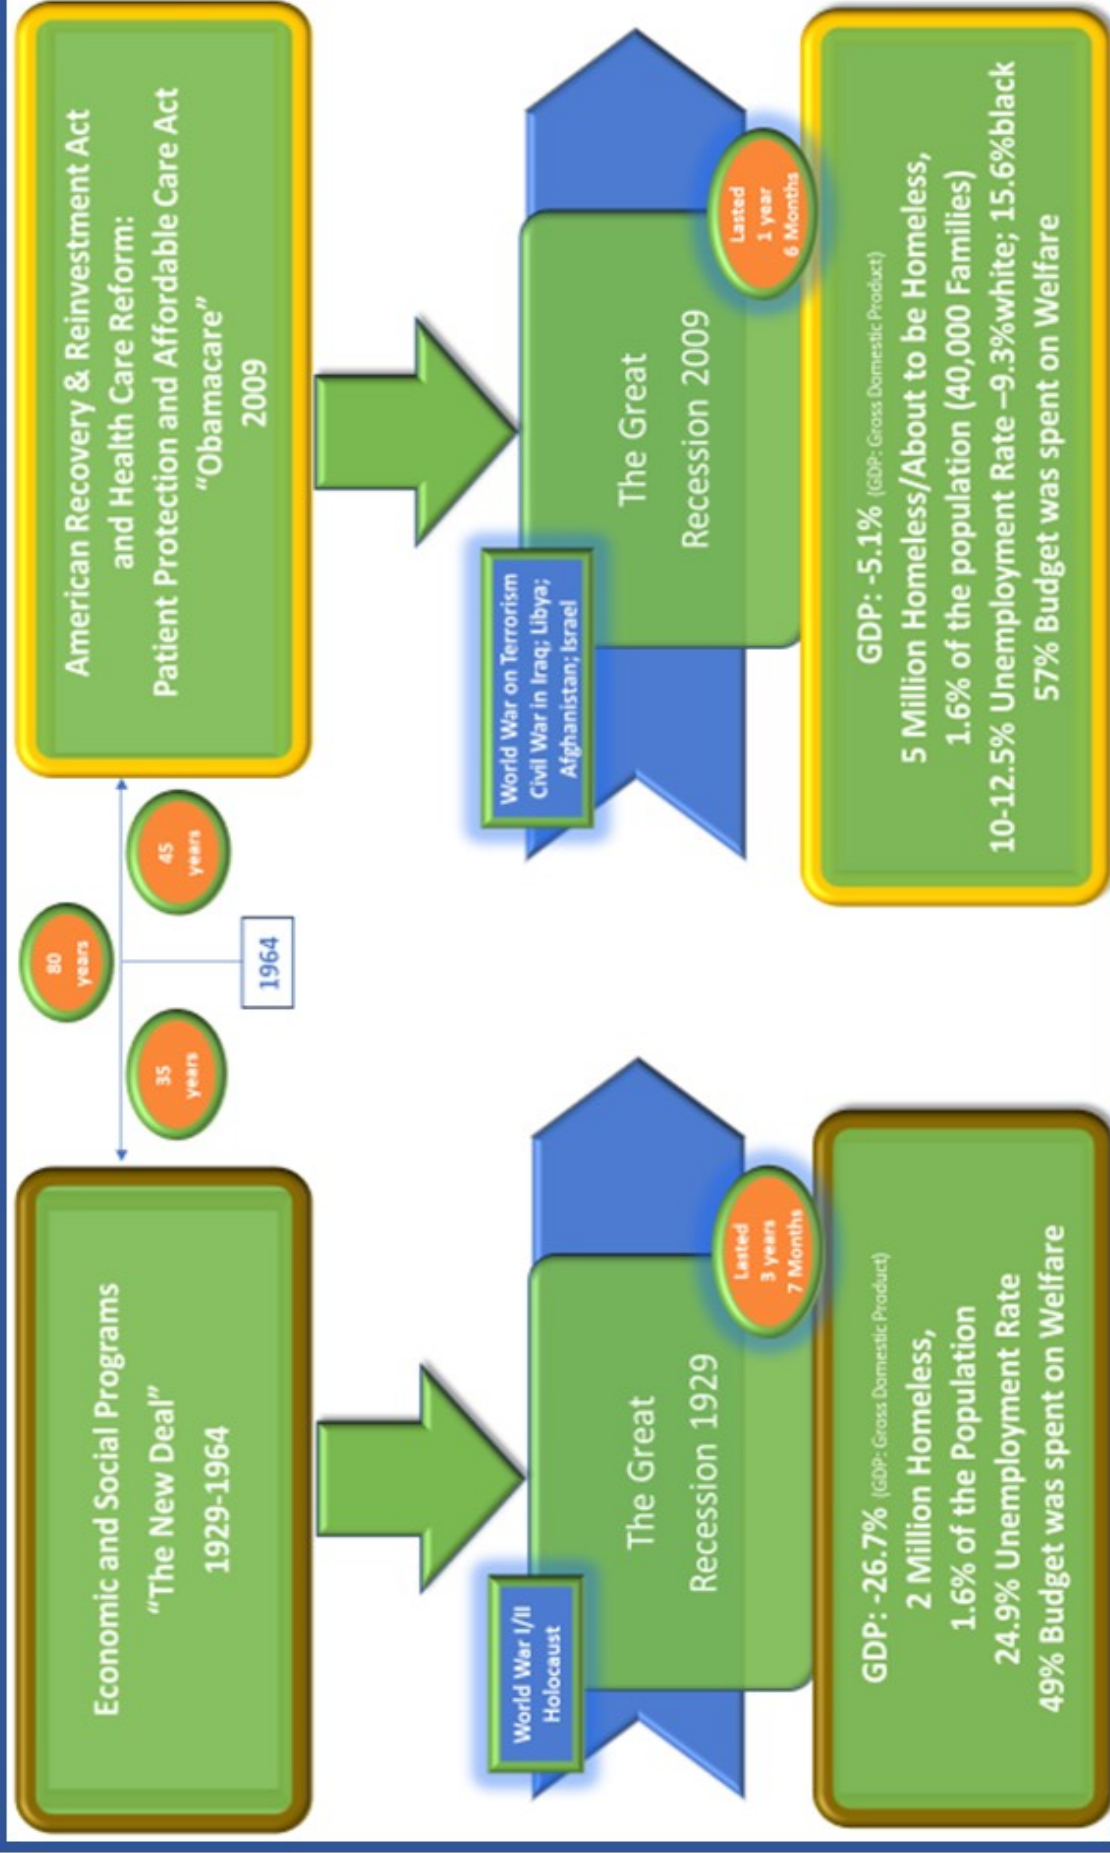 Economic and Social Programs
“The New Deal”
1929-1964
80
years
35
years
45
years
1964
American Recovery & Reinvestment Act
and Health Care Reform:
Patient Protection and Affordable Care Act
“Obamacare”
2009
World War I/II
Holocaust
The Great
Recession 1929
Lasted
3 years
7 Months
World War on Terrorism
Civil War in Iraq; Libya;
Afghanistan; Israel
The Great
Recession 2009
Lasted
1 year
6 Months
GDP: -26.7% (GDP: Gross Domestic Product)
2 Million Homeless,
1.6% of the Population
24.9% Unemployment Rate
49% Budget was spent on Welfare
GDP: -5.1% (GDP: Gross Domestic Product)
5 Million Homeless/About to be Homeless,
1.6% of the population (40,000 Families)
10-12.5% Unemployment Rate –9.3%white; 15.6%black
57% Budget was spent on Welfare